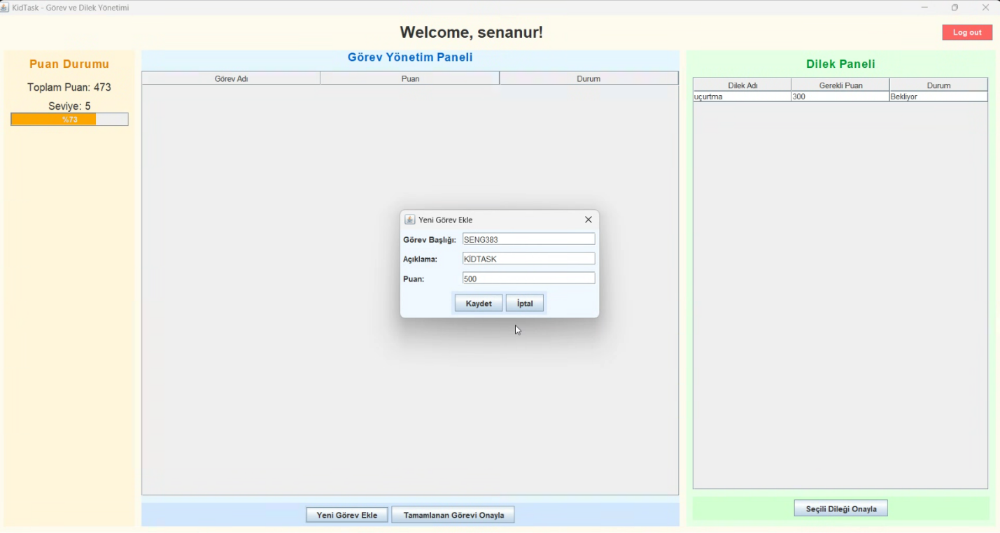 KidTask - Görev ve Dilek Yönetimi
Welcome, senanur!
Log out
Puan Durumu
Toplam Puan: 473
Seviye: 5
%73
Görev Yönetim Paneli
Görev Adı Puan Durum
Yeni Görev Ekle
Görev Başlığı: SENG383
Açıklama: KİDTASK
Puan: 500
Kaydet İptal
Yeni Görev Ekle Tamamlanan Görevi Onayla
Dilek Paneli
Dilek Adı Gerekli Puan Durum
uçurtma 300 Bekliyor
Seçili Dileği Onayla